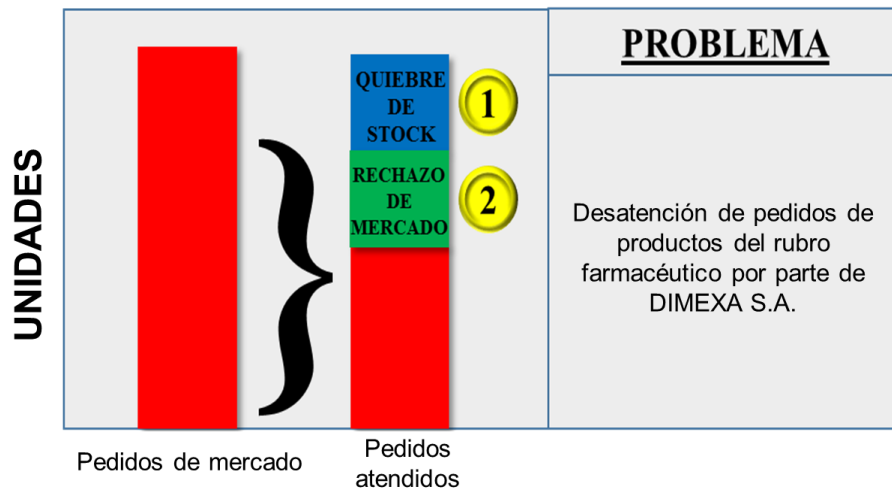 UNIDADES
QUIEBRE
DE
STOCK
1
RECHAZO
DE
MERCADO
2
Pedidos de mercado
Pedidos
atendidos
PROBLEMA
Desatención de pedidos de
productos del rubro
farmacéutico por parte de
DIMEXA S.A.